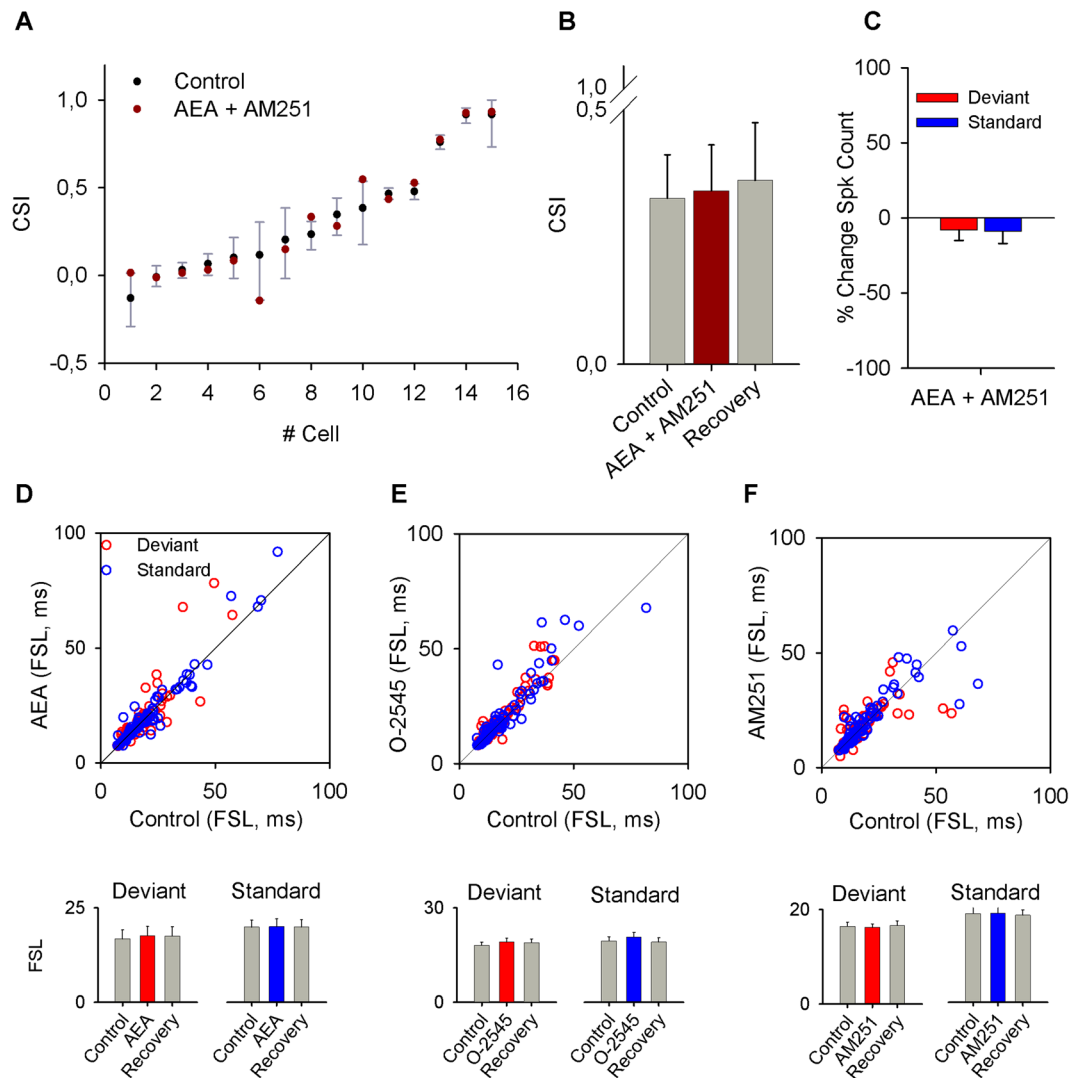 A
B
C
Control
AEA + AM251
CSI
1,0
0,5
0,0
-0,5
0 2 4 6 8 10 12 14 16
# Cell
CSI
1,0
0,5
0,0
Control
AEA + AM251
Recovery
% Change Spk Count
100
50
0
-50
-100
Deviant
Standard
AEA + AM251
D
E
F
AEA (FSL, ms)
100
50
0
Deviant
Standard
0 50 100
Control (FSL, ms)
O-2545 (FSL, ms)
100
50
0
0 50 100
Control (FSL, ms)
AM251 (FSL, ms)
100
50
0
0 50 100
Control (FSL, ms)
FSL
25
0
Deviant
Standard
Control
AEA
Recovery
Control
AEA
Recovery
30
0
Deviant
Standard
Control
O-2545
Recovery
Control
O-2545
Recovery
20
0
Deviant
Standard
Control
AM251
Recovery
Control
AM251
Recovery